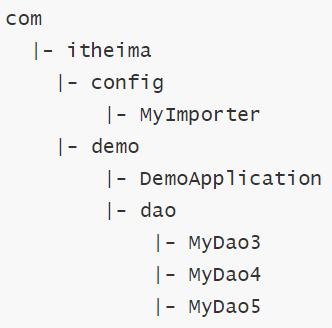 com
|- itheima
|- config
|- MyImporter
|- demo
|- DemoApplication
|- dao
|- MyDao3
|- MyDao4
|- MyDao5